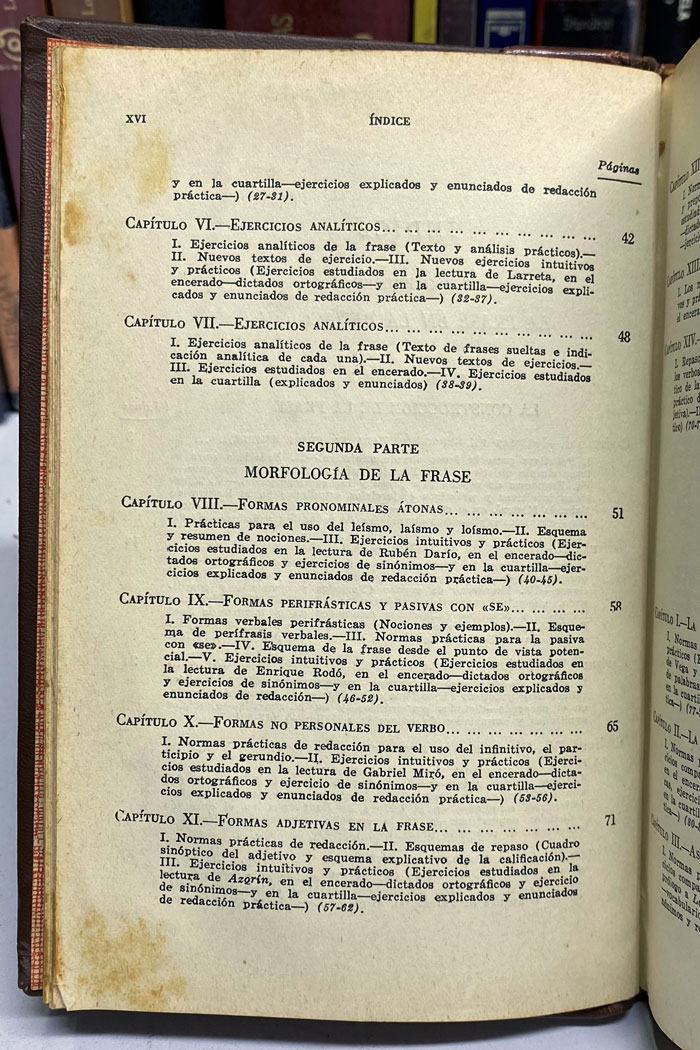 XVI
ÍNDICE
Páginas
y en la cuartilla—ejercicios explicados y enunciados de redacción
práctica—) (27-31).
CAPÍTULO VI.—EJERCICIOS ANALÍTICOS... ... ... ... ... ... ... ... ... ... 42
I. Ejercicios analíticos de la frase (Texto y análisis prácticos).—
II. Nuevos textos de ejercicio.—III. Nuevos ejercicios intuitivos
y prácticos (Ejercicios estudiados en la lectura de Larreta, en el
encerado—dictados ortográficos—y en la cuartilla—ejercicios expli-
cados y enunciados de redacción práctica—) (32-37).
CAPÍTULO VII.—EJERCICIOS ANALÍTICOS... ... ... ... ... ... ... ... ... ... 48
I. Ejercicios analíticos de la frase (Texto de frases sueltas e indi-
cación analítica de cada una).—II. Nuevos textos de ejercicios.—
III. Ejercicios estudiados en el encerado.—IV. Ejercicios estudiados
en la cuartilla (explicados y enunciados) (38-39).
SEGUNDA PARTE
MORFOLOGÍA DE LA FRASE
CAPÍTULO VIII.—FORMAS PRONOMINALES ÁTONAS... ... ... ... ... ... ... 51
I. Prácticas para el uso del leísmo, laísmo y loísmo.—II. Esquema
y resumen de nociones.—III. Ejercicios intuitivos y prácticos (Ejer-
cicios estudiados en la lectura de Rubén Darío, en el encerado—dic-
tados ortográficos y ejercicios de sinónimos—y en la cuartilla—ejer-
cicios explicados y enunciados de redacción práctica—) (40-45).
CAPÍTULO IX.—FORMAS PERIFRÁSTICAS Y PASIVAS CON «SE»... ... ... ... 58
I. Formas verbales perifrásticas (Nociones y ejemplos).—II. Esque-
ma de perífrasis verbales.—III. Normas prácticas para la pasiva
con «se».—IV. Esquema de la frase desde el punto de vista poten-
cial.—V. Ejercicios intuitivos y prácticos (Ejercicios estudiados en
la lectura de Enrique Rodó, en el encerado—dictados ortográficos
y ejercicios de sinónimos—y en la cuartilla—ejercicios explicados y
enunciados de redacción—) (46-52).
CAPÍTULO X.—FORMAS NO PERSONALES DEL VERBO... ... ... ... ... ... ... 65
I. Normas prácticas de redacción para el uso del infinitivo, el par-
ticipio y el gerundio.—II. Ejercicios intuitivos y prácticos (Ejerci-
cios estudiados en la lectura de Gabriel Miró, en el encerado—dicta-
dos ortográficos y ejercicio de sinónimos—y en la cuartilla—ejerci-
cios explicados y enunciados de redacción práctica—) (53-56).
CAPÍTULO XI.—FORMAS ADJETIVAS EN LA FRASE... ... ... ... ... ... ... 71
I. Normas prácticas de redacción.—II. Esquemas de repaso (Cuadro
sinóptico del adjetivo y esquema explicativo de la calificación).—
III. Ejercicios intuitivos y prácticos (Ejercicios estudiados en la
lectura de Azorín, en el encerado—dictados ortográficos y ejercicio
de sinónimos—y en la cuartilla—ejercicios explicados y enunciados
de redacción práctica—) (57-62).